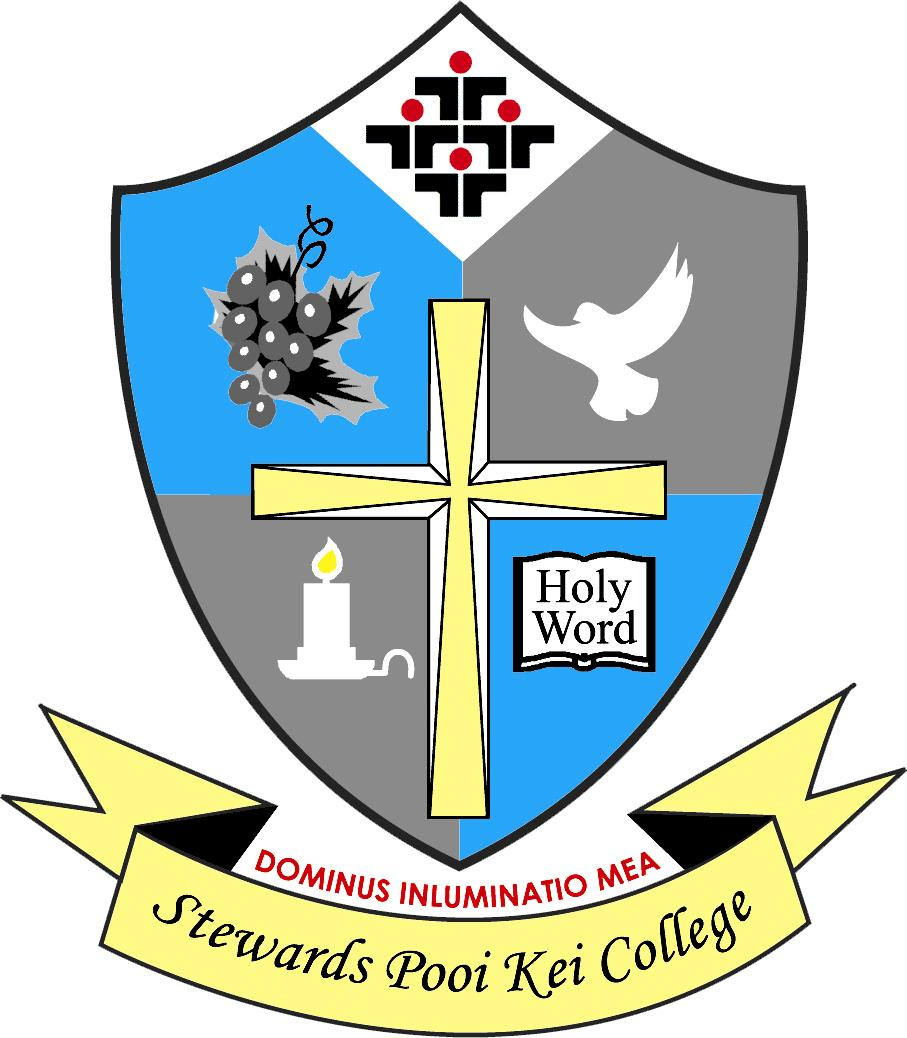 Holy
Word
DOMINUS INLUMINATIO MEA
Stewards Pooi Kei College